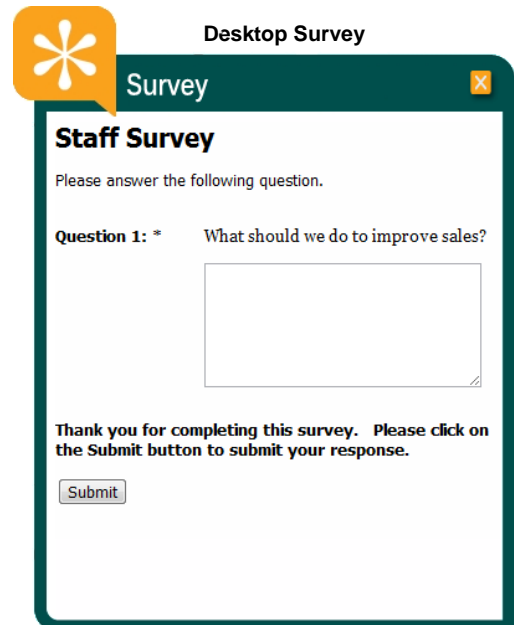 Desktop Survey
Survey
X
Staff Survey
Please answer the following question.
Question 1: * What should we do to improve sales?
Thank you for completing this survey. Please click on
the Submit button to submit your response.
Submit